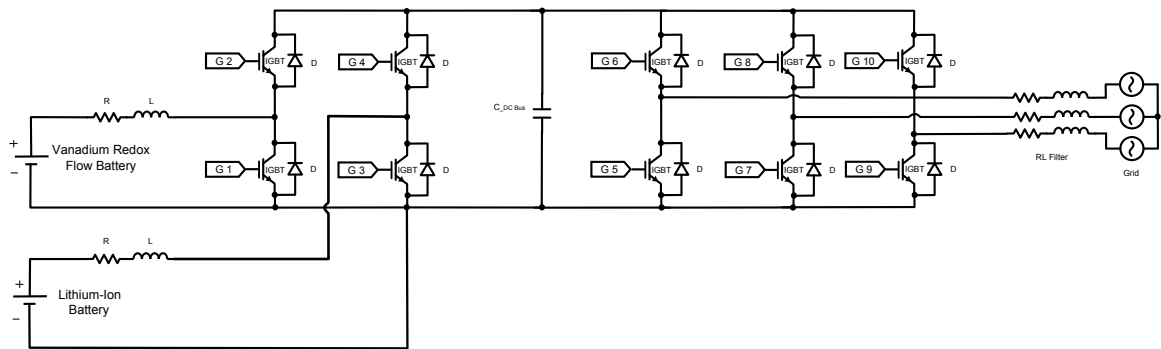 G 2
IGBT
D
G 4
IGBT
D
G 6
IGBT
D
G 8
IGBT
D
G 10
IGBT
D
R
L
C_DC Bus
+
Vanadium Redox
Flow Battery
−
G 1
IGBT
D
G 3
IGBT
D
G 5
IGBT
D
G 7
IGBT
D
G 9
IGBT
D
RL Filter
Grid
R
L
+
Lithium-Ion
Battery
−